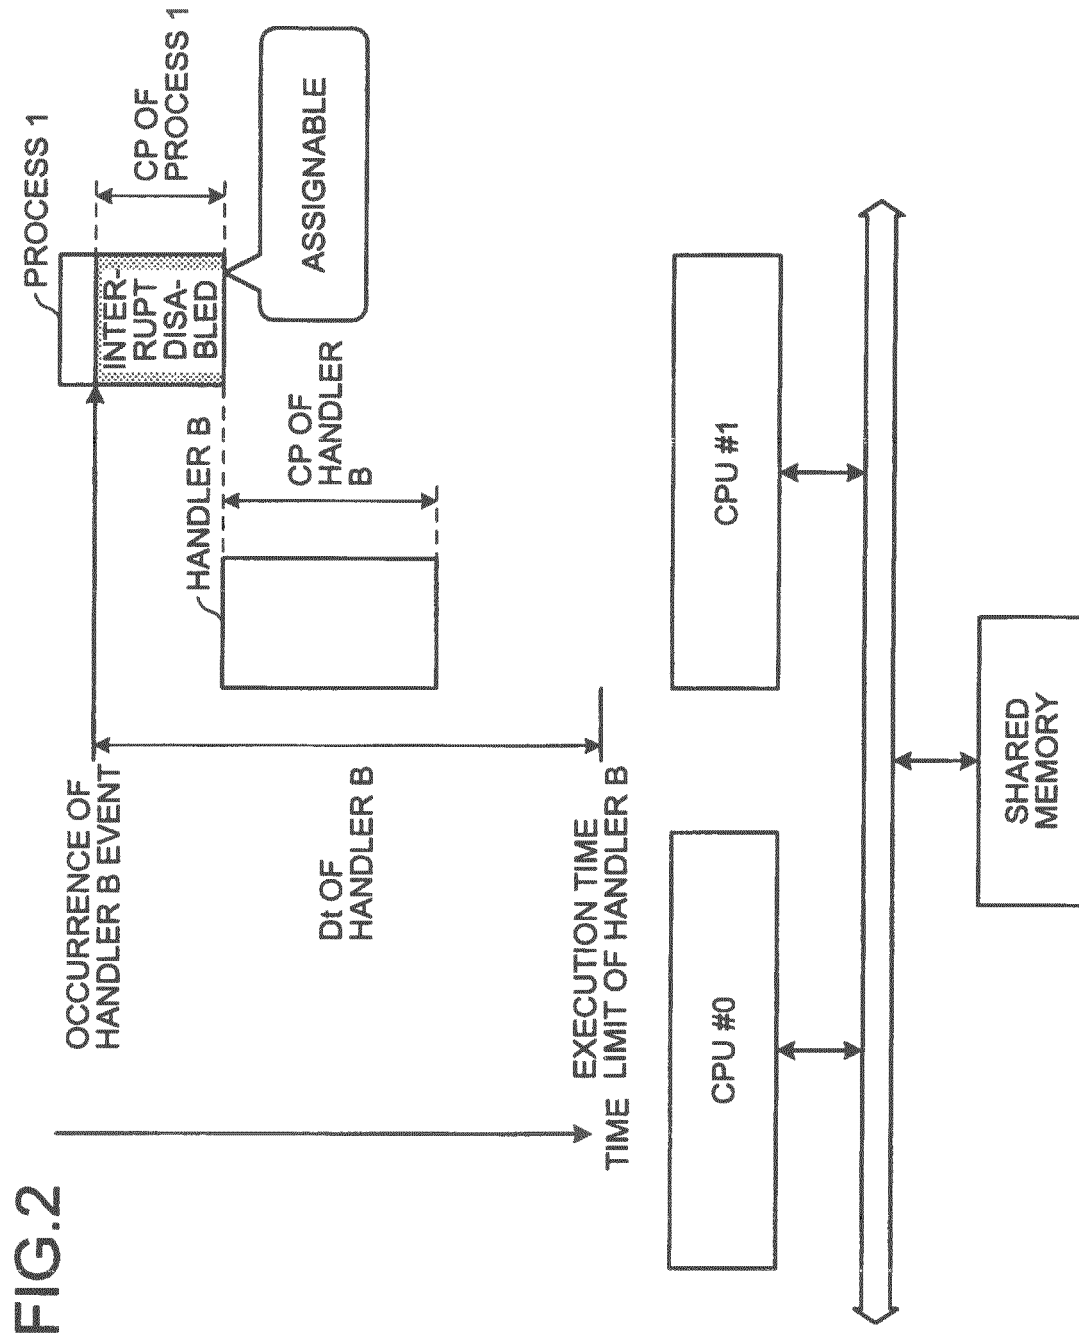 FIG.2
TIME
OCCURRENCE OF
HANDLER B EVENT
Dt OF
HANDLER B
EXECUTION TIME
LIMIT OF HANDLER B
HANDLER B
CP OF
HANDLER
B
PROCESS 1
INTER-
RUPT
DISA-
BLED
CP OF
PROCESS 1
ASSIGNABLE
CPU #0
CPU #1
SHARED
MEMORY